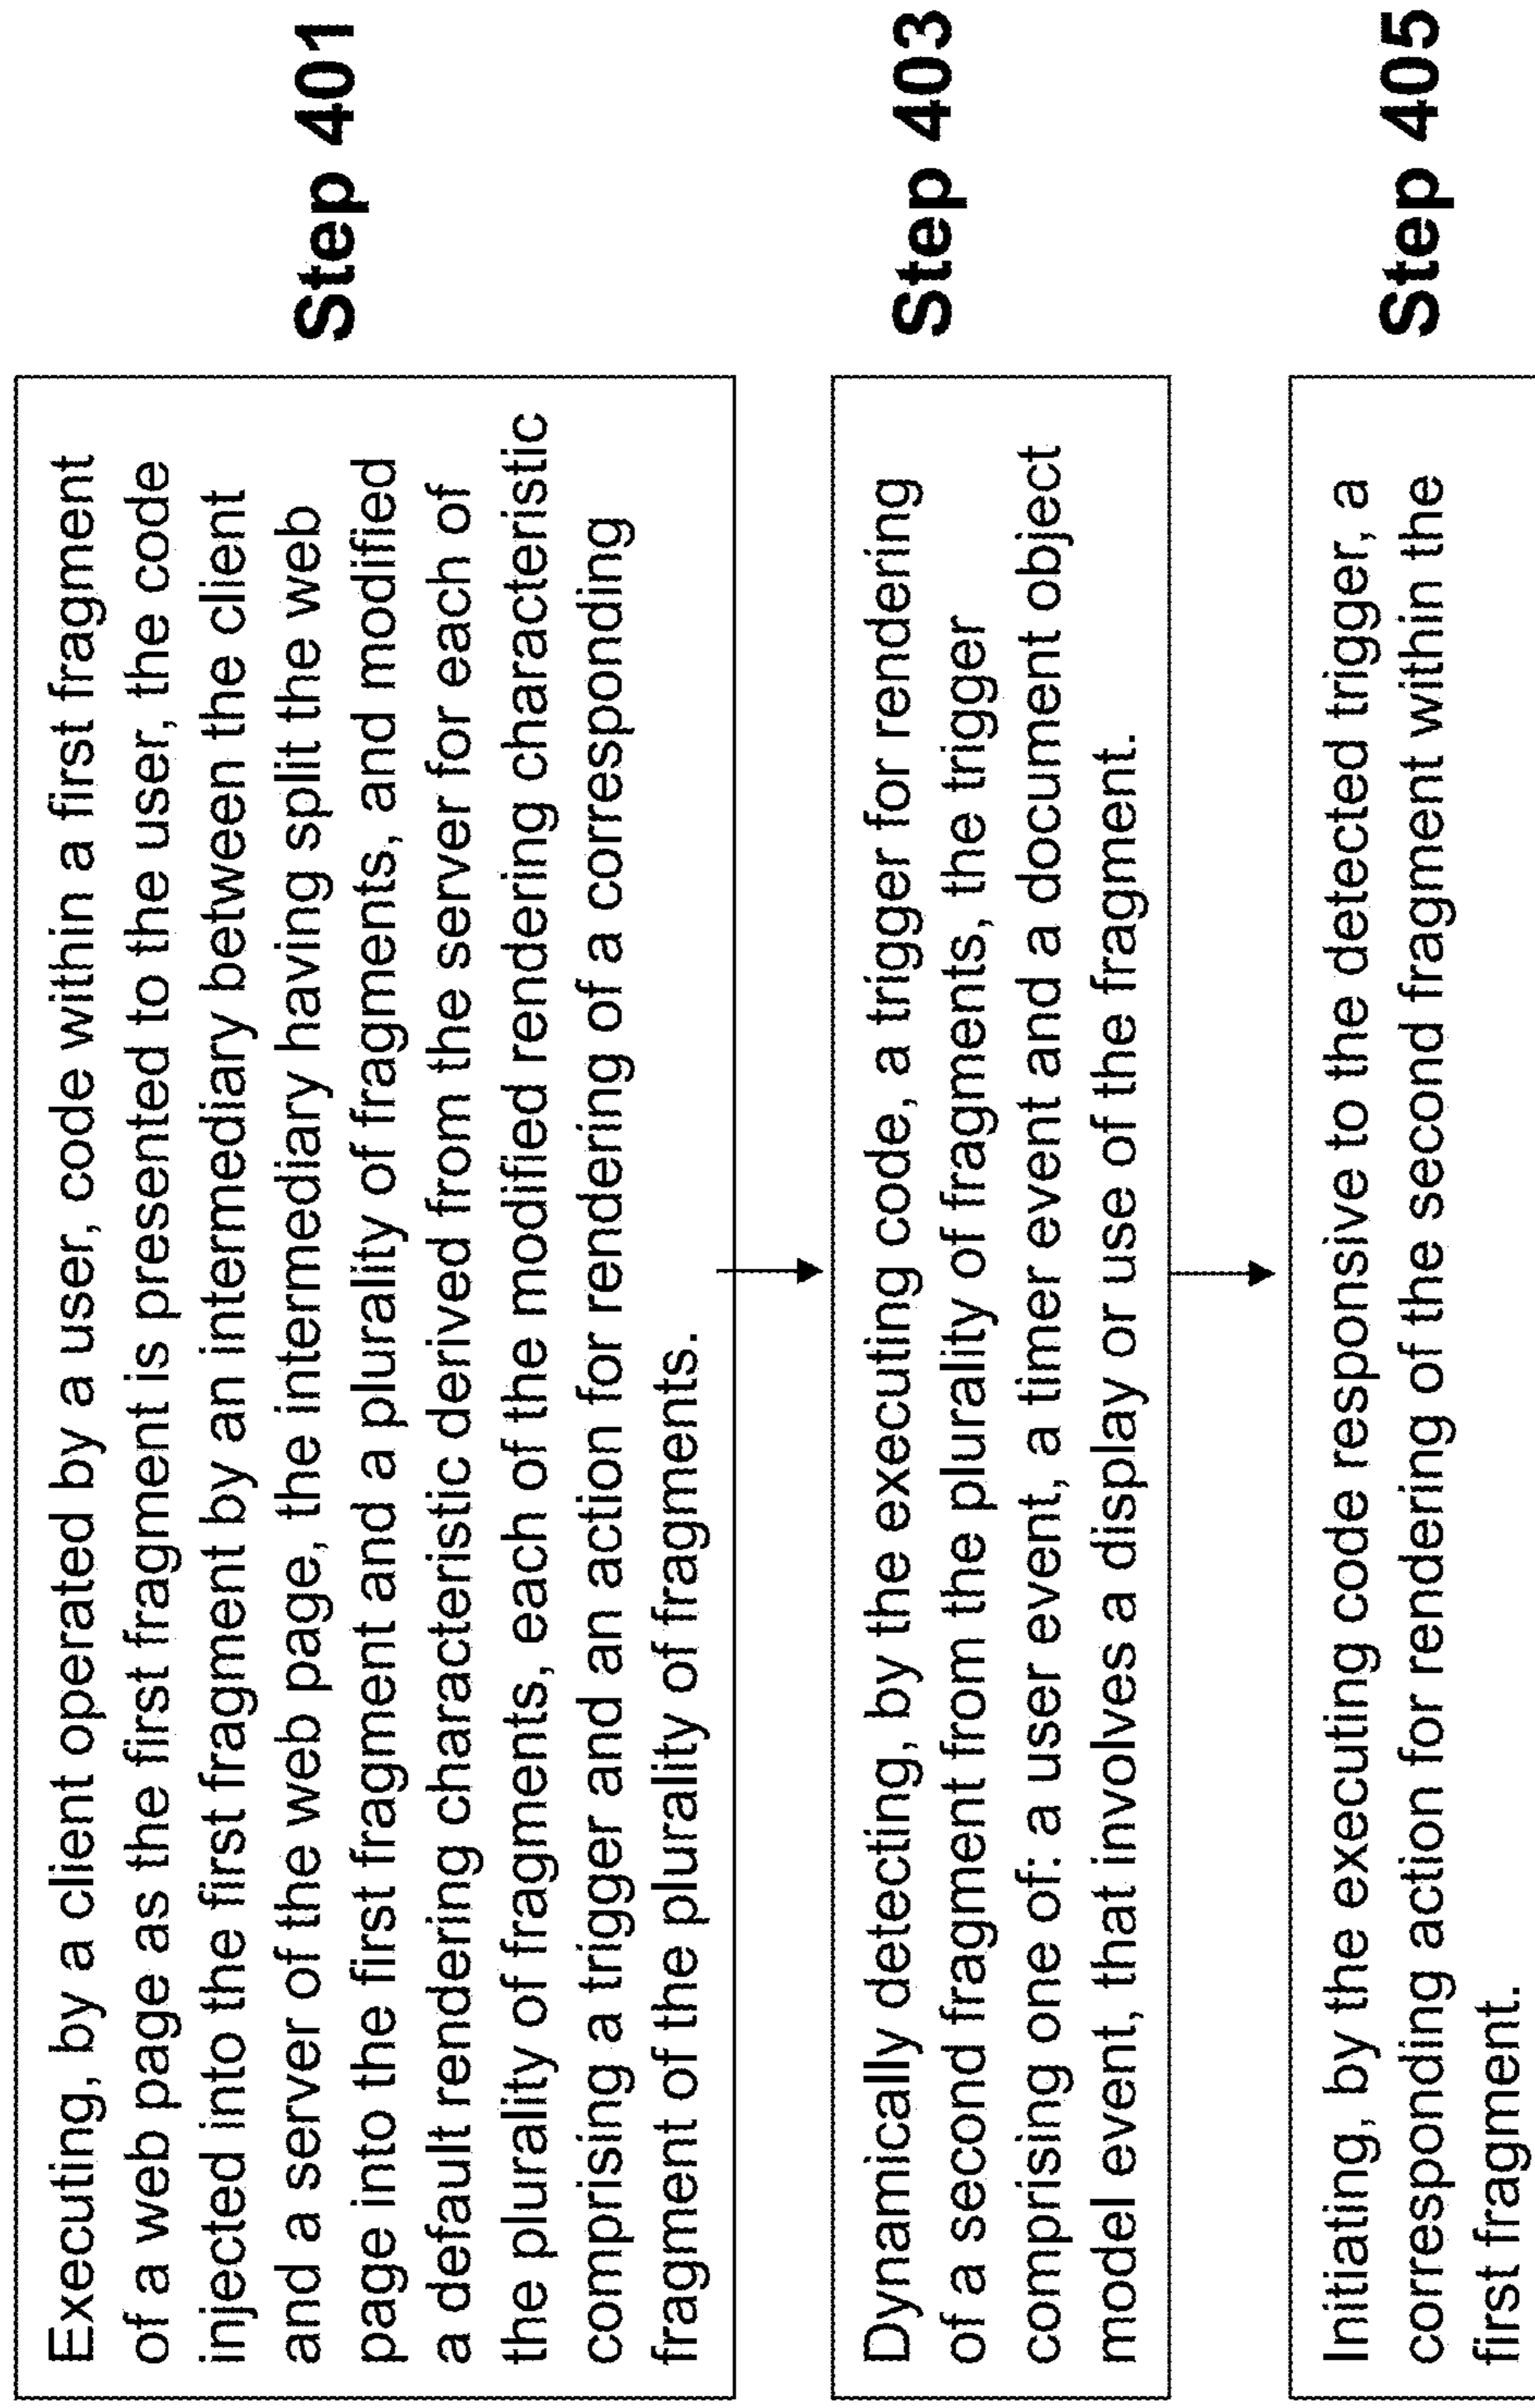 Executing, by a client operated by a user, code within a first fragment
of a web page as the first fragment is presented to the user, the code
injected into the first fragment by an intermediary between the client
and a server of the web page, the intermediary having split the web
page into the first fragment and a plurality of fragments, and modified
a default rendering characteristic derived from the server for each of
the plurality of fragments, each of the modified rendering characteristic
comprising a trigger and an action for rendering of a corresponding
fragment of the plurality of fragments.
Step 401
Dynamically detecting, by the executing code, a trigger for rendering
of a second fragment from the plurality of fragments, the trigger
comprising one of: a user event, a timer event and a document object
model event, that involves a display or use of the fragment.
Step 403
Initiating, by the executing code responsive to the detected trigger, a
corresponding action for rendering of the second fragment within the
first fragment.
Step 405